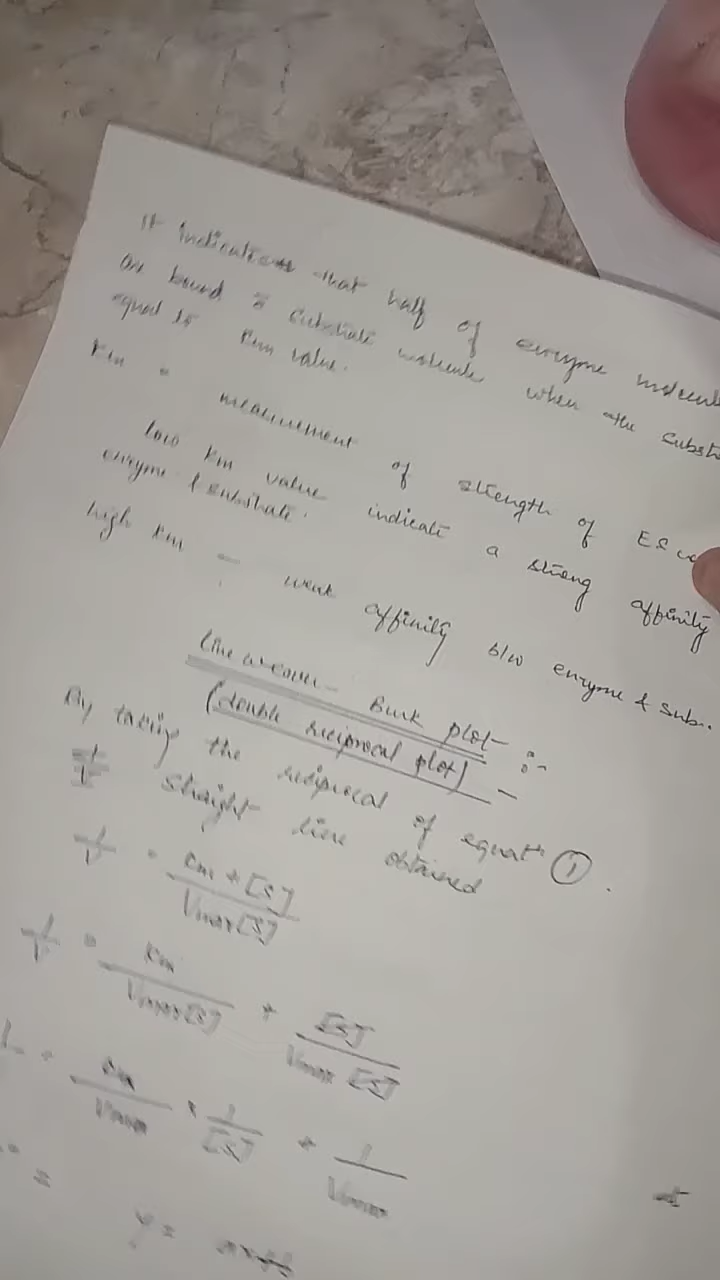 It indicates that half of enzyme molecul
are bound to substrate molecule when the subst
equal to Km value.
Km = measurement of strength of ES co
low Km value indicate a strong affinity
enzyme & substrate.
high Km – weak affinity b/w enzyme & sub.
Lineweaver- Burk plot :-
(double reciprocal plot) –
By taking the reciprocal of equatn ①.
straight line obtained
1/V = Km + [S] / Vmax[S]
1/V = Km / Vmax[S] + [S] / Vmax [S]
= Km / Vmax × 1 / [S] + 1 / Vmax
y =